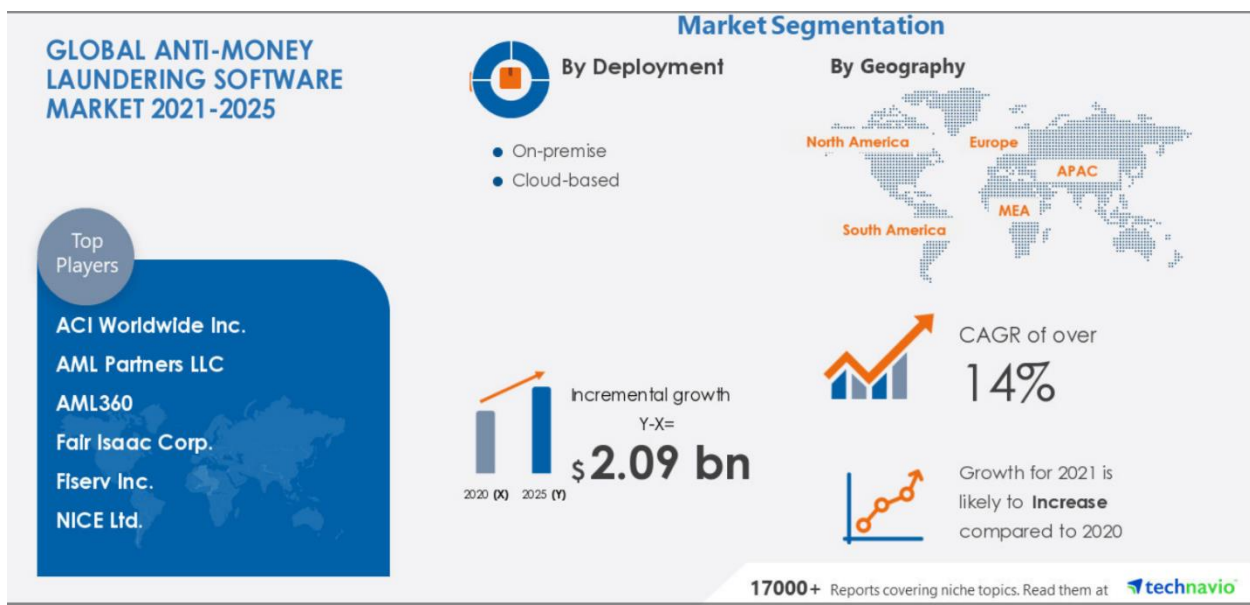 GLOBAL ANTI-MONEY
LAUNDERING SOFTWARE
MARKET 2021-2025
Top
Players
ACI Worldwide Inc.
AML Partners LLC
AML360
Fair Isaac Corp.
Fiserv Inc.
NICE Ltd.
Market Segmentation
By Deployment
On-premise
Cloud-based
By Geography
North America
Europe
APAC
MEA
South America
Incremental growth
Y-X=
$ 2.09 bn
2020 (X) 2025 (Y)
CAGR of over
14%
Growth for 2021 is
likely to Increase
compared to 2020
17000+ Reports covering niche topics. Read them at technavio